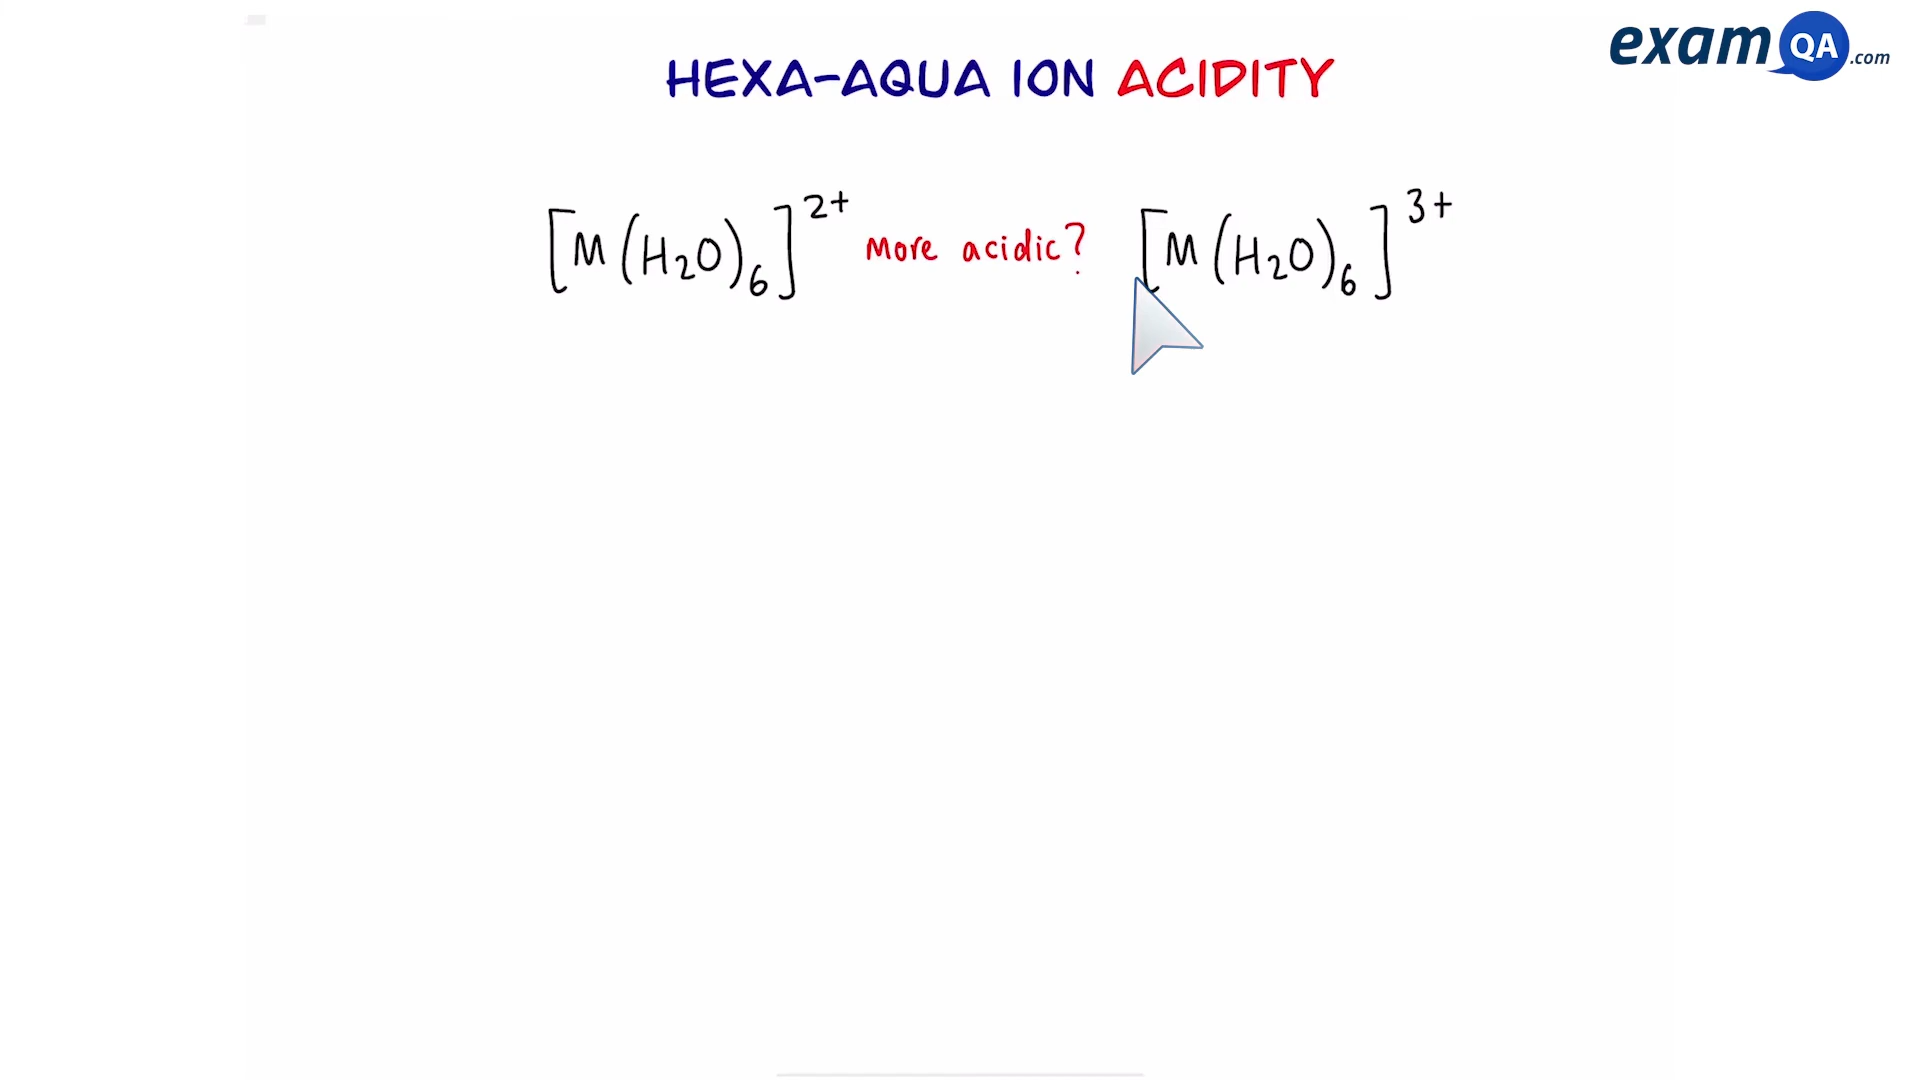 examQA.com
HEXA-AQUA ION ACIDITY
[M(H₂O)₆]²⁺ More acidic? [M(H₂O)₆]³⁺